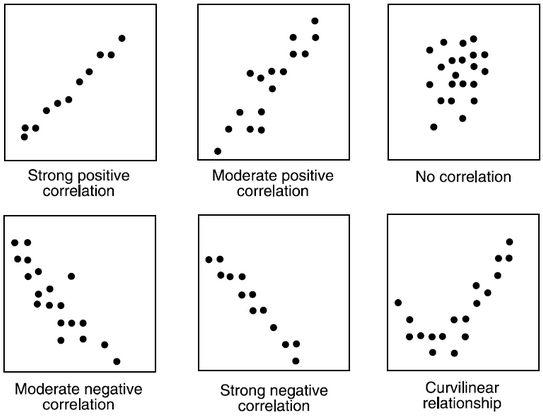 Strong positive
correlation
Moderate positive
correlation
No correlation
Moderate negative
correlation
Strong negative
correlation
Curvilinear
relationship